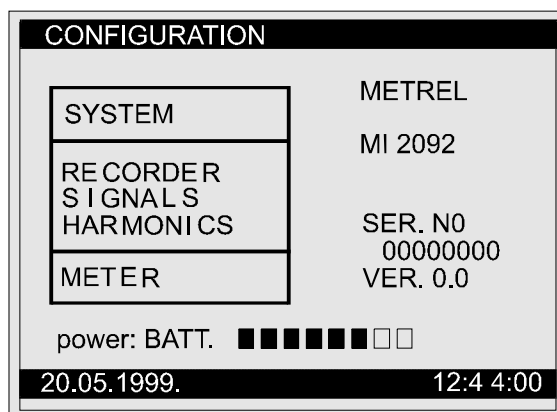 CONFIGURATION
SYSTEM
RECORDER
SIGNALS
HARMONICS
METER
METREL
MI 2092
SER. N0
00000000
VER. 0.0
power: BATT.
20.05.1999. 12:4 4:00